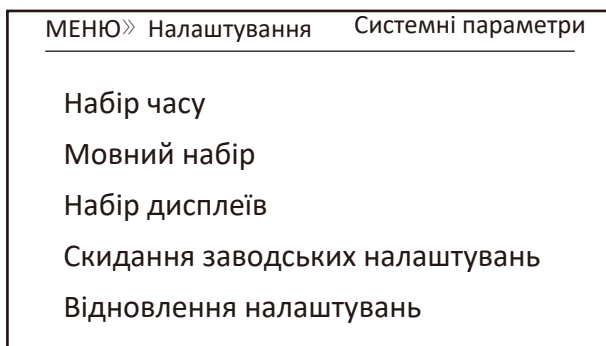 МЕНЮ》 Налаштування Системні параметри
Набір часу
Мовний набір
Набір дисплеїв
Скидання заводських налаштувань
Відновлення налаштувань